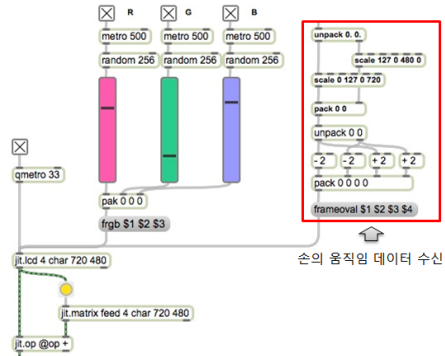 R G B
metro 500 metro 500 metro 500
random 256 random 256 random 256
qmetro 33
pak 0 0 0
frgb $1 $2 $3
jit.lcd 4 char 720 480
jit.matrix feed 4 char 720 480
jit.op @op +
unpack 0. 0.
scale 127 0 480 0
scale 0 127 0 720
pack 0 0
unpack 0 0
- 2 - 2 + 2 + 2
pack 0 0 0 0
frameoval $1 $2 $3 $4
손의 움직임 데이터 수신